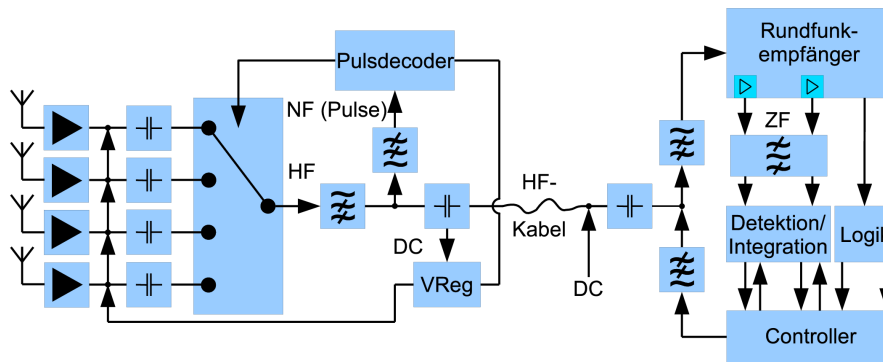 Pulsdecoder
NF (Pulse)
HF
DC
VReg
HF-
Kabel
DC
Rundfunk-
empfänger
ZF
Detektion/
Integration
Controller